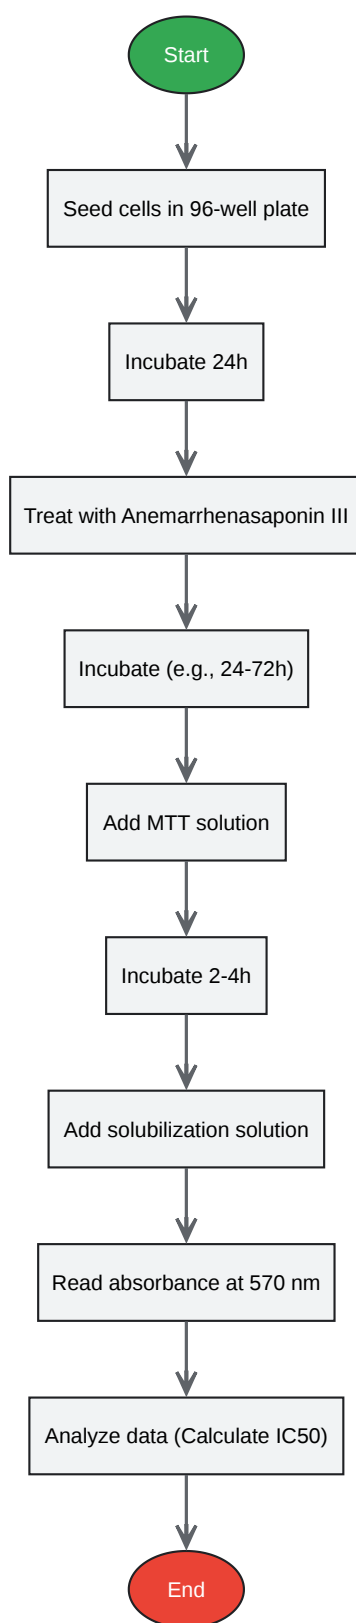 Start
Seed cells in 96-well plate
Incubate 24h
Treat with Anemarrhenasaponin III
Incubate (e.g., 24-72h)
Add MTT solution
Incubate 2-4h
Add solubilization solution
Read absorbance at 570 nm
Analyze data (Calculate IC50)
End